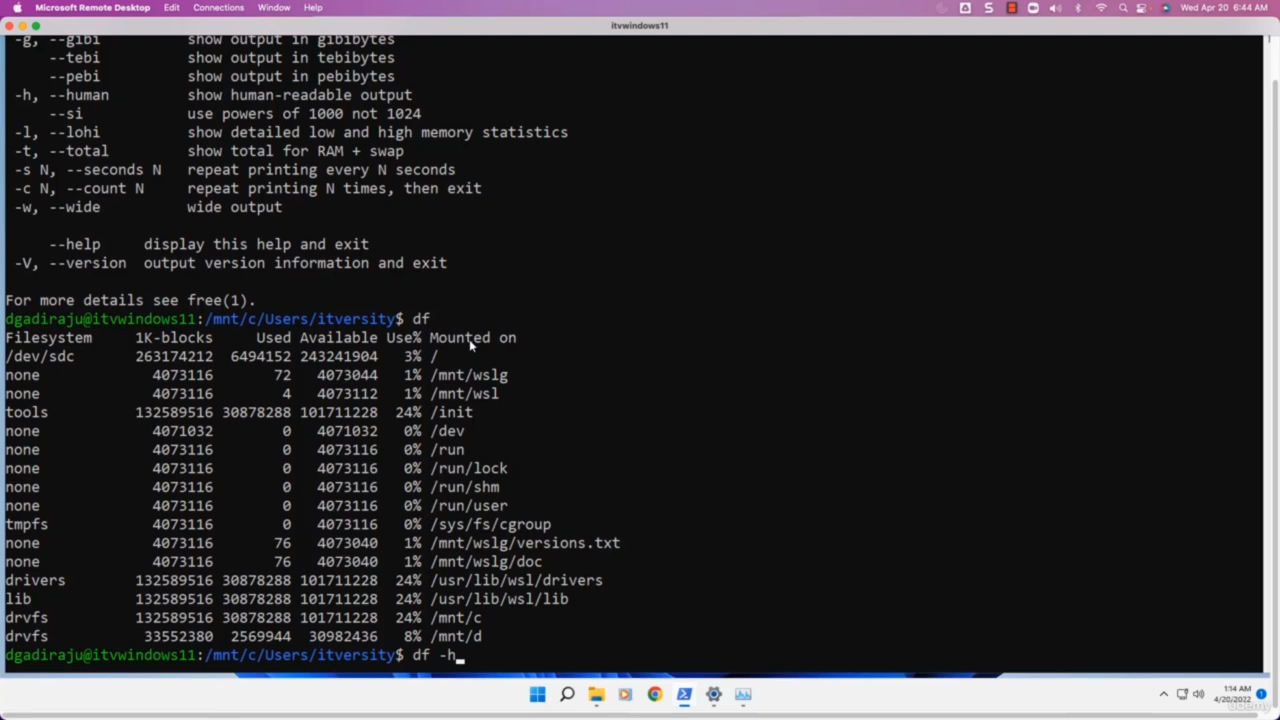 Microsoft Remote Desktop Edit Connections Window Help Wed Apr 20 6:44 AM
itvwindows11
-g, --gibi show output in gibibytes
--tebi show output in tebibytes
--pebi show output in pebibytes
-h, --human show human-readable output
--si use powers of 1000 not 1024
-l, --lohi show detailed low and high memory statistics
-t, --total show total for RAM + swap
-s N, --seconds N repeat printing every N seconds
-c N, --count N repeat printing N times, then exit
-w, --wide wide output
--help display this help and exit
-V, --version output version information and exit
For more details see free(1).
dgadiraju@itvwindows11:/mnt/c/Users/itversity$ df
Filesystem 1K-blocks Used Available Use% Mounted on
/dev/sdc 263174212 6494152 243241904 3% /
none 4073116 72 4073044 1% /mnt/wslg
none 4073116 4 4073112 1% /mnt/wsl
tools 132589516 30878288 101711228 24% /init
none 4071032 0 4071032 0% /dev
none 4073116 0 4073116 0% /run
none 4073116 0 4073116 0% /run/lock
none 4073116 0 4073116 0% /run/shm
none 4073116 0 4073116 0% /run/user
tmpfs 4073116 0 4073116 0% /sys/fs/cgroup
none 4073116 76 4073040 1% /mnt/wslg/versions.txt
none 4073116 76 4073040 1% /mnt/wslg/doc
drivers 132589516 30878288 101711228 24% /usr/lib/wsl/drivers
lib 132589516 30878288 101711228 24% /usr/lib/wsl/lib
drvfs 132589516 30878288 101711228 24% /mnt/c
drvfs 33552380 2569944 30982436 8% /mnt/d
dgadiraju@itvwindows11:/mnt/c/Users/itversity$ df -h
1:14 AM
4/20/2022
udemy